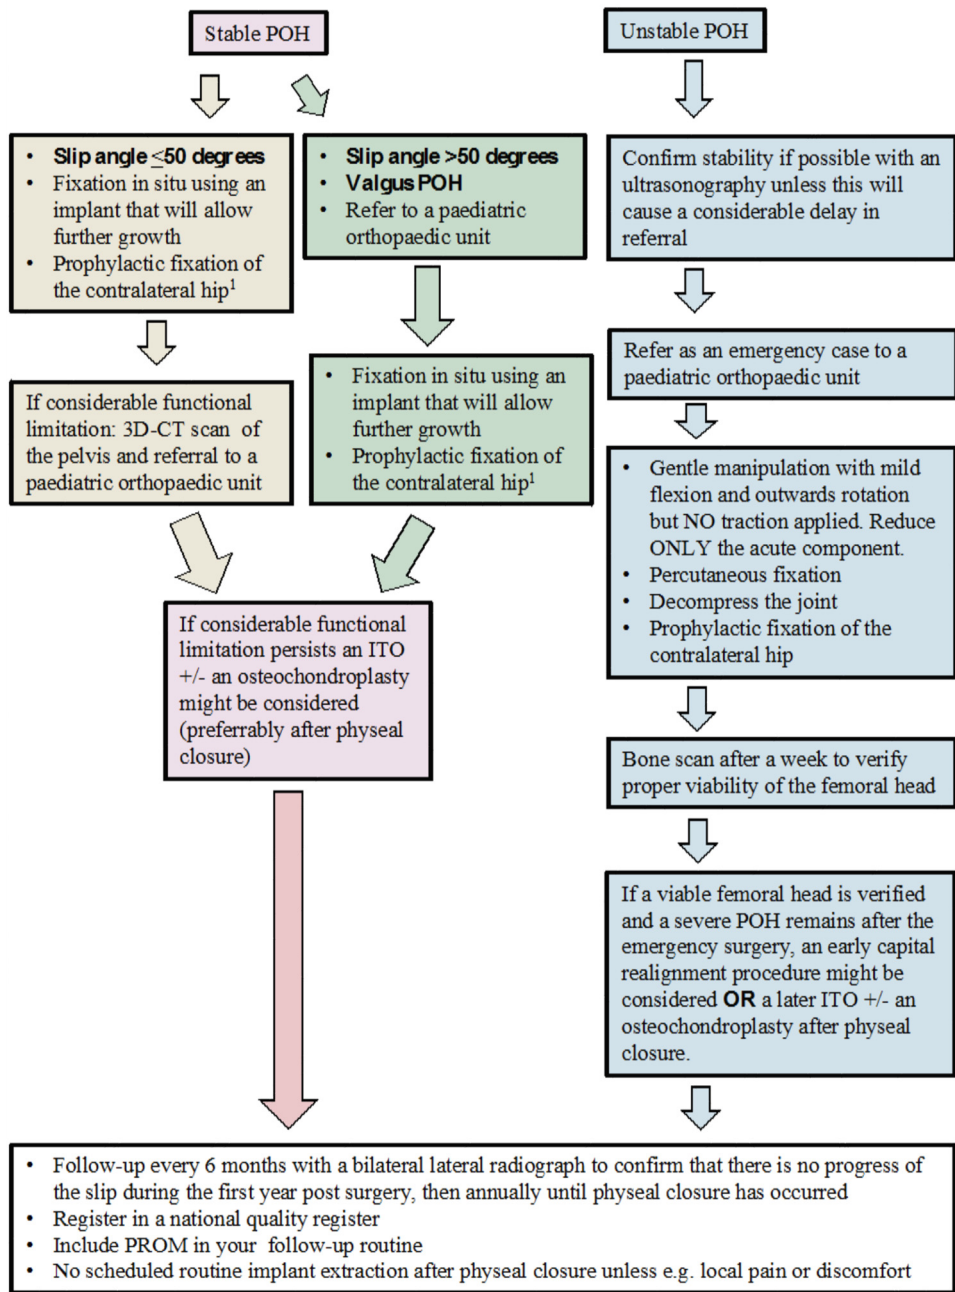 Stable POH
Unstable POH
• Slip angle ≤50 degrees
• Fixation in situ using an
implant that will allow
further growth
• Prophylactic fixation of
the contralateral hip¹
• Slip angle >50 degrees
• Valgus POH
• Refer to a paediatric
orthopaedic unit
Confirm stability if possible with an
ultrasonography unless this will
cause a considerable delay in
referral
If considerable functional
limitation: 3D-CT scan of
the pelvis and referral to a
paediatric orthopaedic unit
• Fixation in situ using an
implant that will allow
further growth
• Prophylactic fixation of
the contralateral hip¹
Refer as an emergency case to a
paediatric orthopaedic unit
• Gentle manipulation with mild
flexion and outwards rotation
but NO traction applied. Reduce
ONLY the acute component.
• Percutaneous fixation
• Decompress the joint
• Prophylactic fixation of the
contralateral hip
If considerable functional
limitation persists an ITO
+/- an osteochondroplasty
might be considered
(preferrably after physeal
closure)
Bone scan after a week to verify
proper viability of the femoral head
If a viable femoral head is verified
and a severe POH remains after the
emergency surgery, an early capital
realignment procedure might be
considered OR a later ITO +/- an
osteochondroplasty after physeal
closure.
• Follow-up every 6 months with a bilateral lateral radiograph to confirm that there is no progress of
the slip during the first year post surgery, then annually until physeal closure has occurred
• Register in a national quality register
• Include PROM in your follow-up routine
• No scheduled routine implant extraction after physeal closure unless e.g. local pain or discomfort